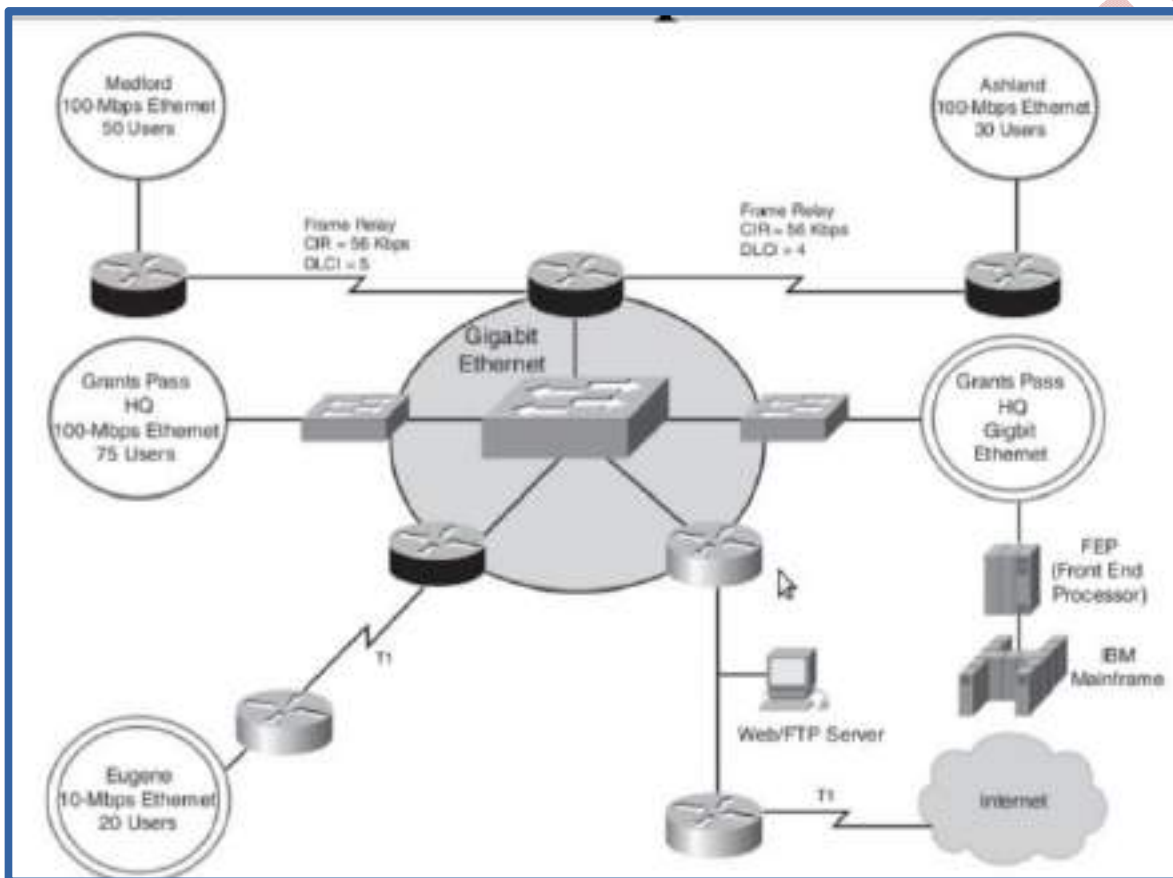 Medford
100-Mbps Ethernet
50 Users
Ashland
100-Mbps Ethernet
30 Users
Frame Relay
CIR = 56 Kbps
DLCI = 5
Frame Relay
CIR = 56 Kbps
DLCI = 4
Gigabit
Ethernet
Grants Pass
HQ
100-Mbps Ethernet
75 Users
Grants Pass
HQ
Gigbit
Ethernet
FEP
(Front End
Processor)
IBM
Mainframe
T1
Web/FTP Server
Eugene
10-Mbps Ethernet
20 Users
T1
Internet